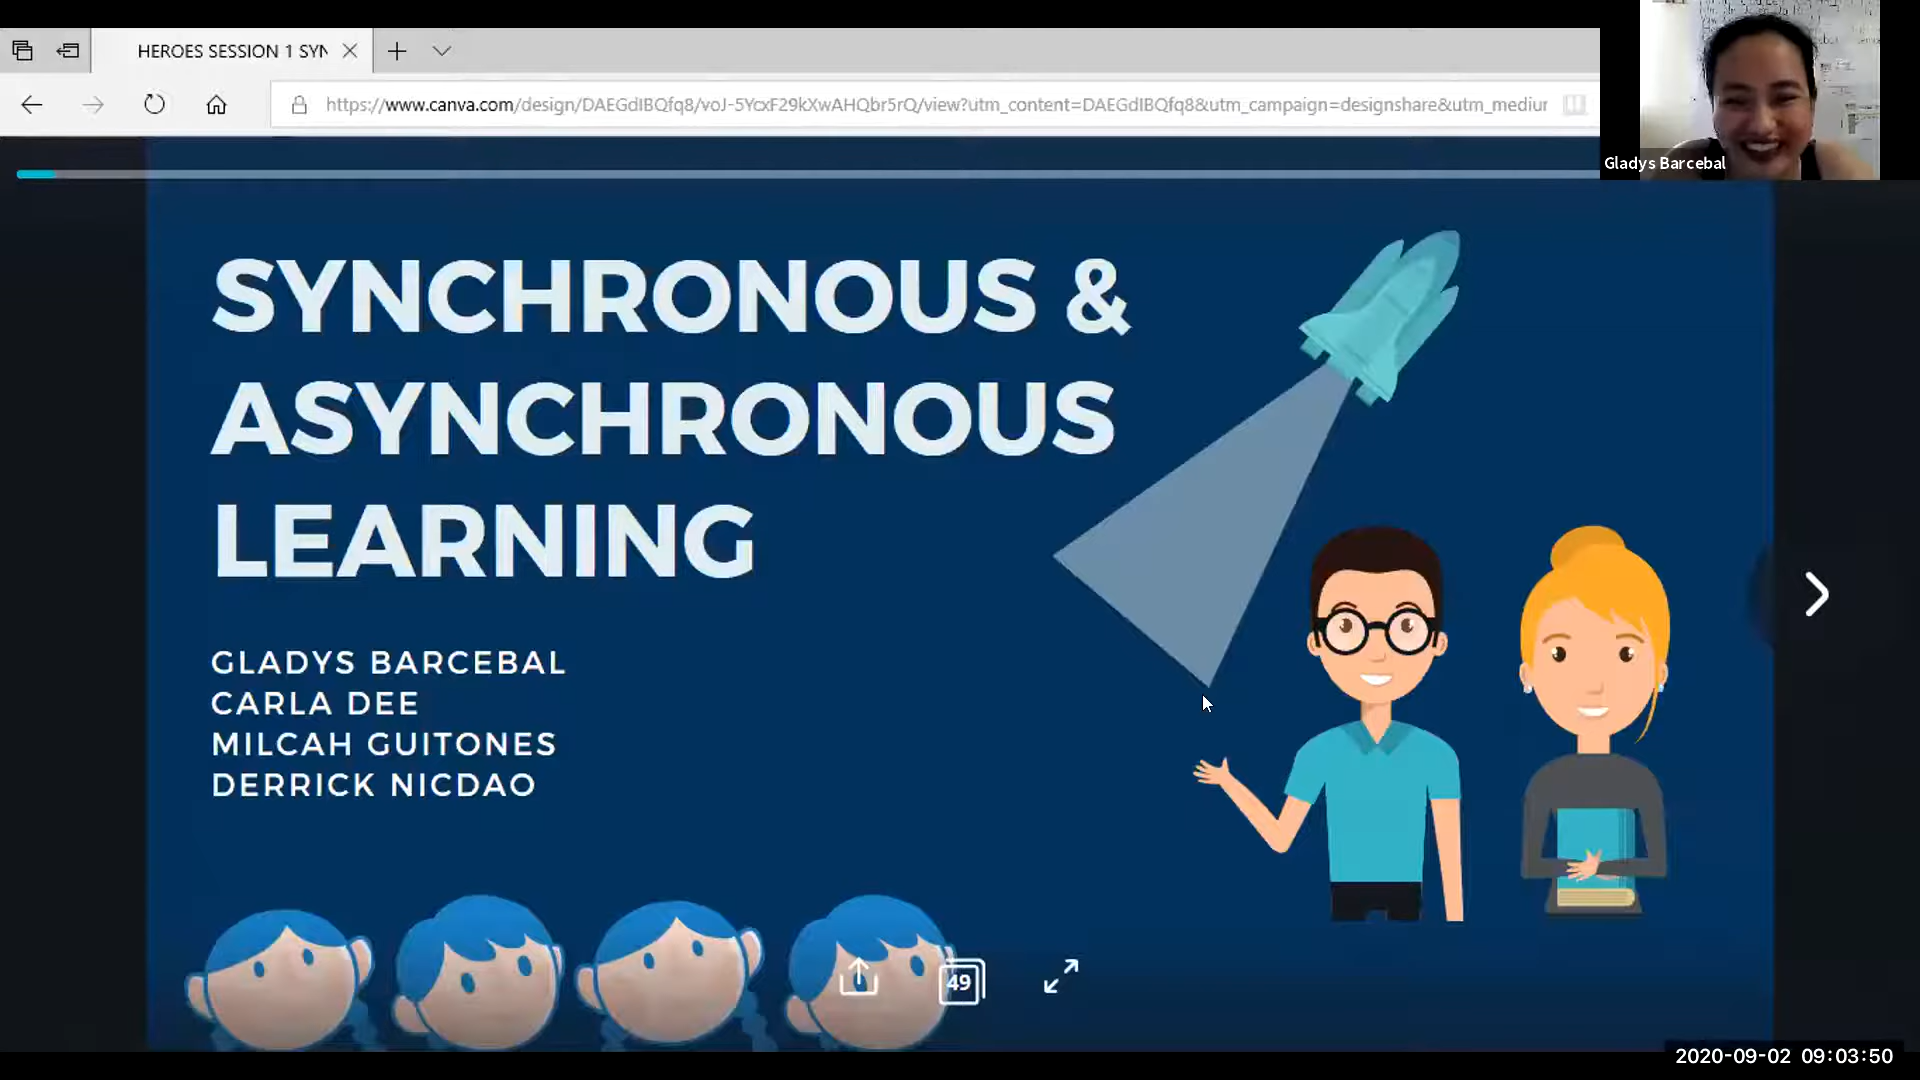 HEROES SESSION 1 SYN
https://www.canva.com/design/DAEGdIBQfq8/voJ-5YcxF29kXwAHQbr5rQ/view?utm_content=DAEGdIBQfq8&utm_campaign=designshare&utm_mediur
Gladys Barcebal
SYNCHRONOUS &
ASYNCHRONOUS
LEARNING
GLADYS BARCEBAL
CARLA DEE
MILCAH GUITONES
DERRICK NICDAO
49
2020-09-02 09:03:50